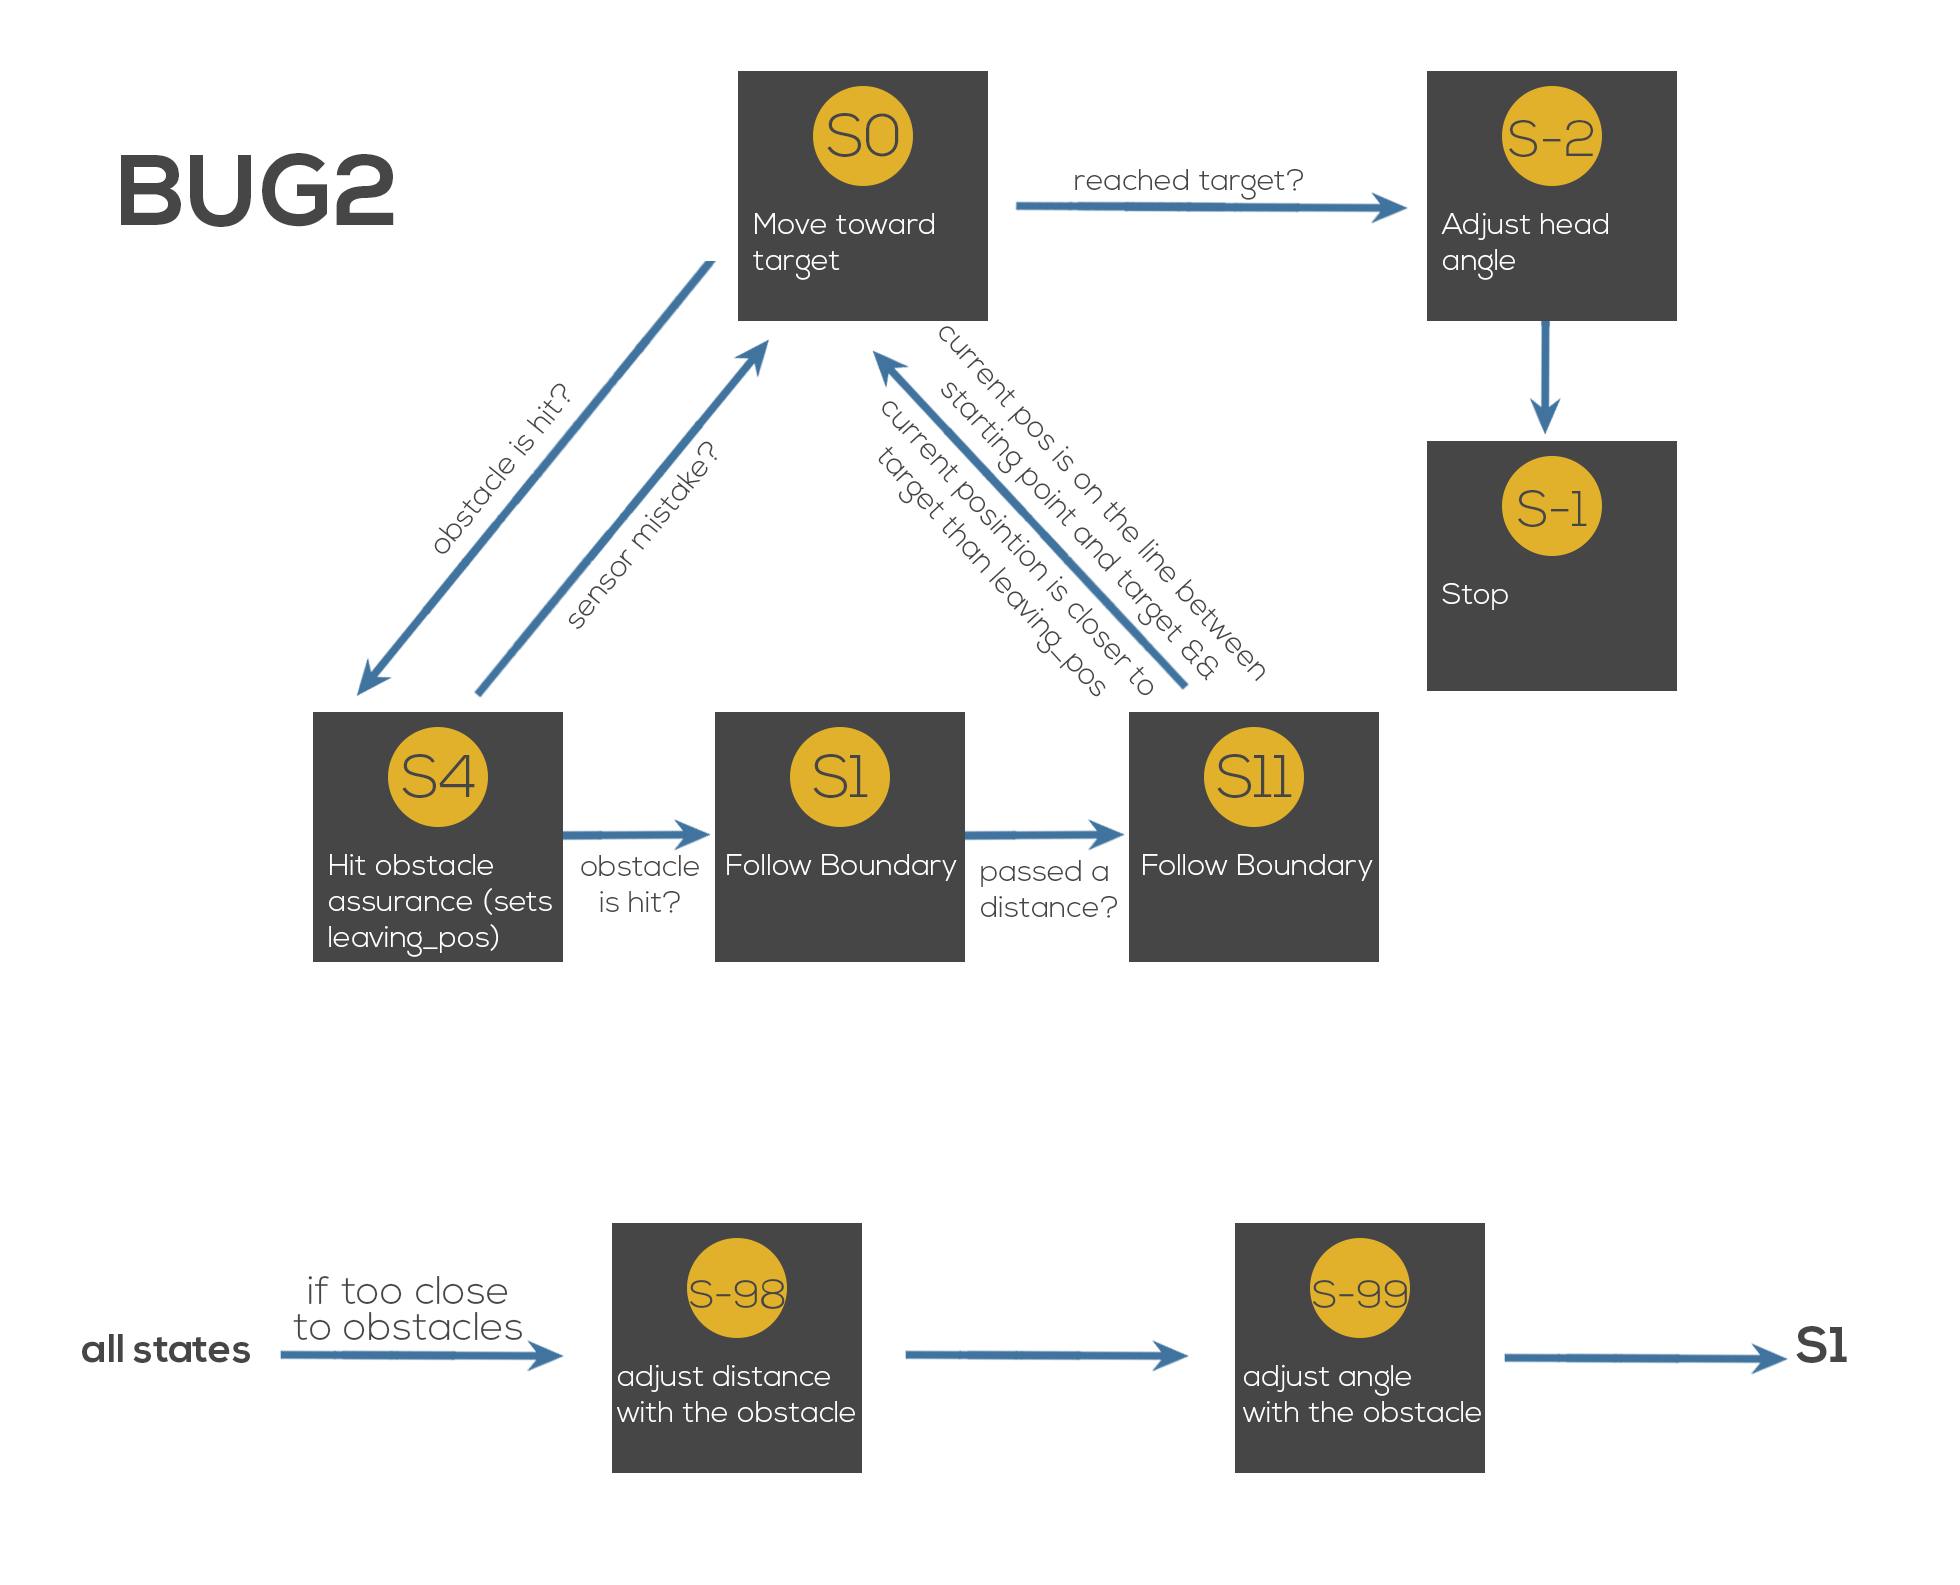 BUG2
S0
Move toward
target
reached target?
S-2
Adjust head
angle
obstacle is hit?
sensor mistake?
current pos is on the line between
starting point and target &&
current posintion is closer to
target than leaving_pos
S-1
Stop
S4
Hit obstacle
assurance (sets
leaving_pos)
obstacle
is hit?
S1
Follow Boundary
passed a
distance?
S11
Follow Boundary
all states
if too close
to obstacles
S-98
adjust distance
with the obstacle
S-99
adjust angle
with the obstacle
S1